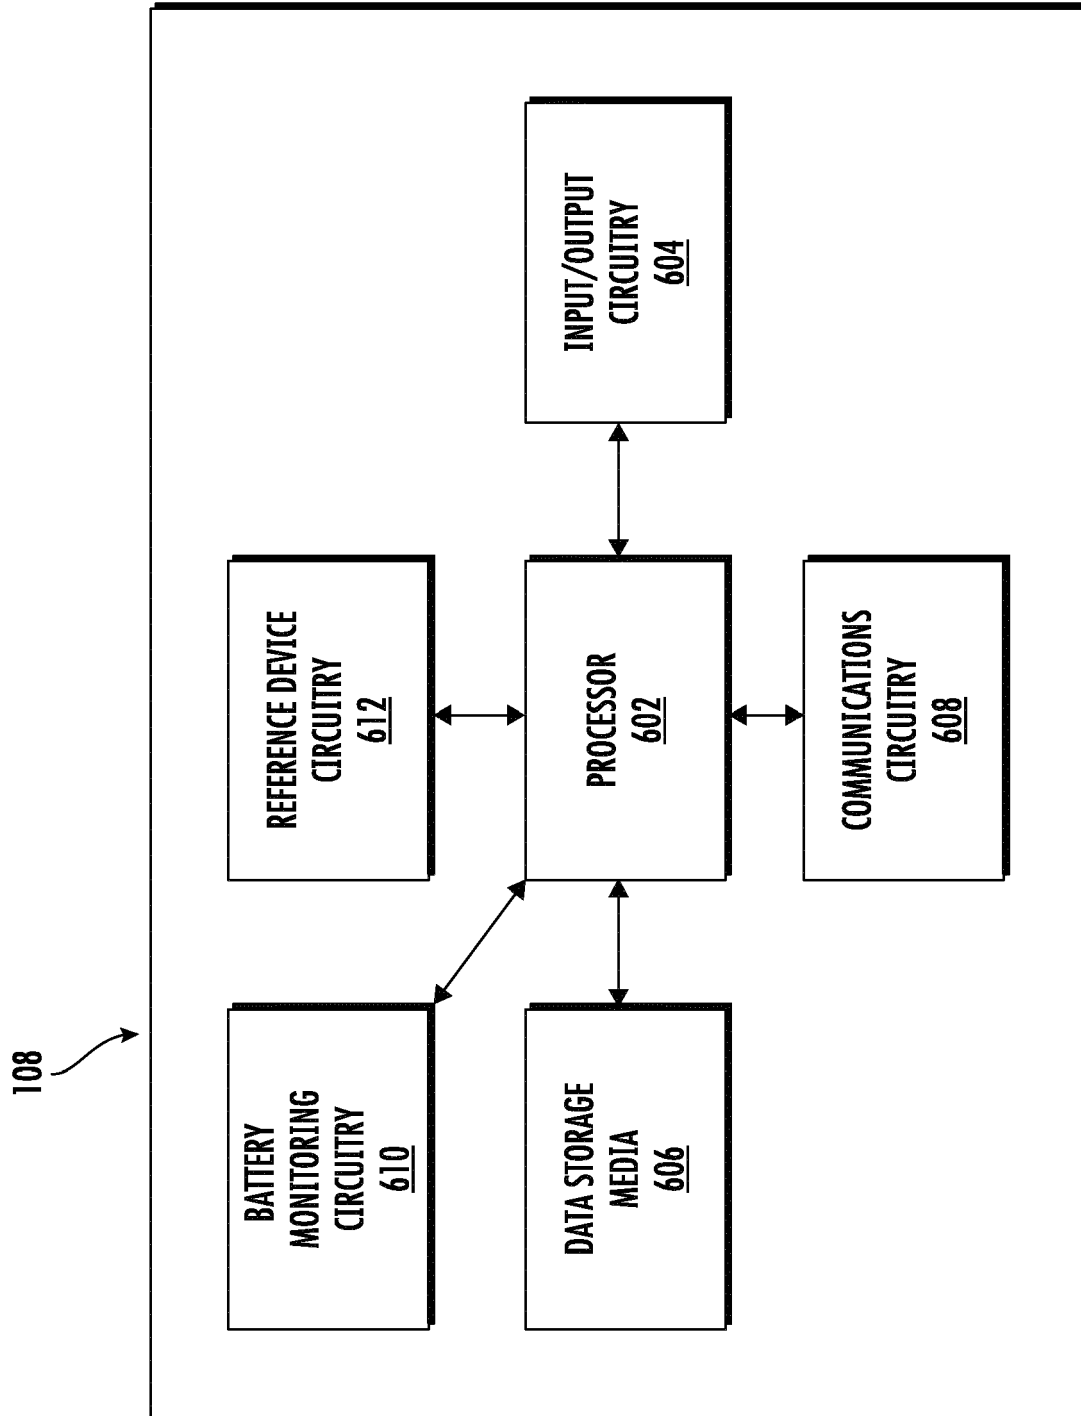 108
BATTERY
MONITORING
CIRCUITRY
610
REFERENCE DEVICE
CIRCUITRY
612
DATA STORAGE
MEDIA
606
PROCESSOR
602
INPUT/OUTPUT
CIRCUITRY
604
COMMUNICATIONS
CIRCUITRY
608